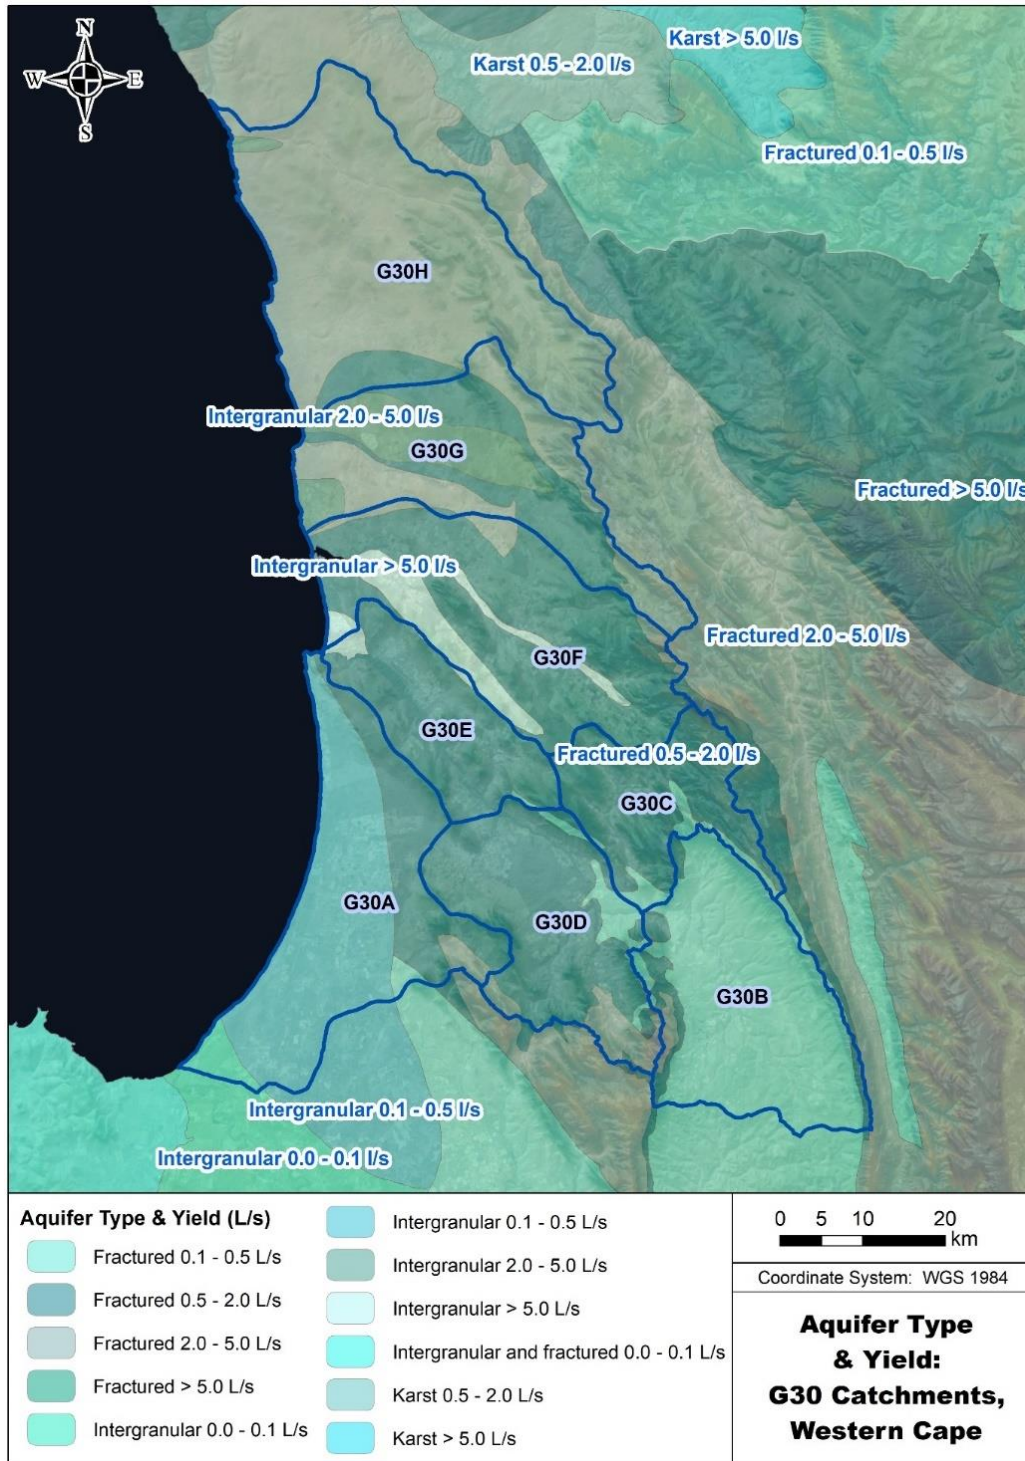 N
W E
S
Karst > 5.0 l/s
Karst 0.5 - 2.0 l/s
Fractured 0.1 - 0.5 l/s
G30H
Intergranular 2.0 - 5.0 l/s
G30G
Fractured > 5.0 l/s
Intergranular > 5.0 l/s
Fractured 2.0 - 5.0 l/s
G30F
G30E
Fractured 0.5 - 2.0 l/s
G30C
G30A
G30D
G30B
Intergranular 0.1 - 0.5 l/s
Intergranular 0.0 - 0.1 l/s
Aquifer Type & Yield (L/s)
Fractured 0.1 - 0.5 L/s
Fractured 0.5 - 2.0 L/s
Fractured 2.0 - 5.0 L/s
Fractured > 5.0 L/s
Intergranular 0.0 - 0.1 L/s
Intergranular 0.1 - 0.5 L/s
Intergranular 2.0 - 5.0 L/s
Intergranular > 5.0 L/s
Intergranular and fractured 0.0 - 0.1 L/s
Karst 0.5 - 2.0 L/s
Karst > 5.0 L/s
0 5 10 20
km
Coordinate System: WGS 1984
Aquifer Type
& Yield:
G30 Catchments,
Western Cape